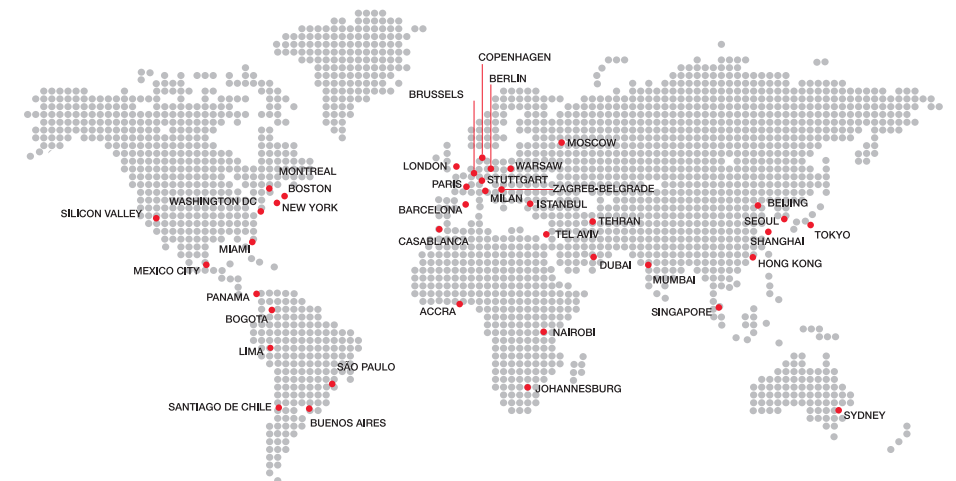 COPENHAGEN
BERLIN
BRUSSELS
MOSCOW
LONDON
WARSAW
MONTREAL
STUTTGART
PARIS
BOSTON
ZAGREB-BELGRADE
MILAN
WASHINGTON DC
NEW YORK
BARCELONA
ISTANBUL
BEIJING
SILICON VALLEY
TEHRAN
SEOUL
TEL AVIV
TOKYO
SHANGHAI
CASABLANCA
MIAMI
MEXICO CITY
DUBAI
HONG KONG
MUMBAI
PANAMA
ACCRA
SINGAPORE
BOGOTA
NAIROBI
LIMA
SÃO PAULO
JOHANNESBURG
SANTIAGO DE CHILE
SYDNEY
BUENOS AIRES